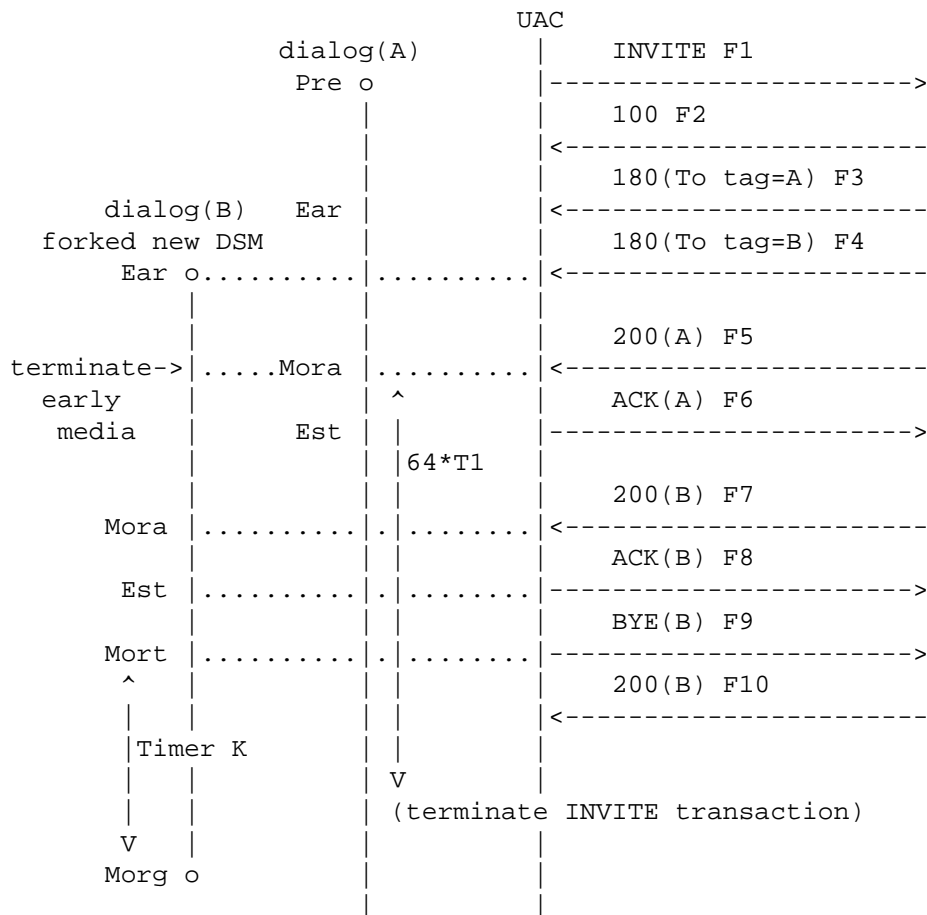 UAC
dialog(A) INVITE F1
Pre
100 F2
180(To tag=A) F3
dialog(B) Ear
forked new DSM 180(To tag=B) F4
Ear
200(A) F5
terminate-> Mora
early ACK(A) F6
media Est
64*T1
200(B) F7
Mora
ACK(B) F8
Est
BYE(B) F9
Mort
200(B) F10
Timer K
(terminate INVITE transaction)
Morg